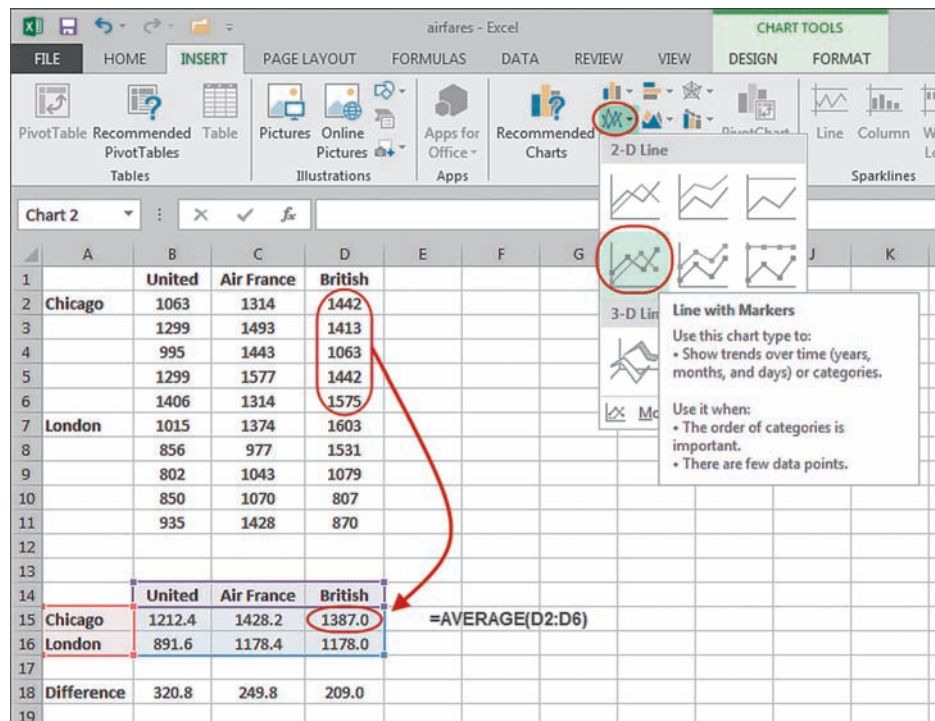 airfares - Excel
CHART TOOLS
FILE HOME INSERT PAGE LAYOUT FORMULAS DATA REVIEW VIEW DESIGN FORMAT
PivotTable Recommended PivotTables Table
Pictures Online Pictures
Apps for Office
Recommended Charts
Line Column
Tables Illustrations Apps Sparklines
2-D Line
Chart 2 fx
A B C D E F G J K
1 United Air France British
2 Chicago 1063 1314 1442
3 1299 1493 1413
4 995 1443 1063
5 1299 1577 1442
6 1406 1314 1575
7 London 1015 1374 1603
8 856 977 1531
9 802 1043 1079
10 850 1070 807
11 935 1428 870
12
13
14 United Air France British
15 Chicago 1212.4 1428.2 1387.0 =AVERAGE(D2:D6)
16 London 891.6 1178.4 1178.0
17
18 Difference 320.8 249.8 209.0
19
3-D Lin
Line with Markers
Use this chart type to:
• Show trends over time (years,
months, and days) or categories.
Use it when:
• The order of categories is
important.
• There are few data points.